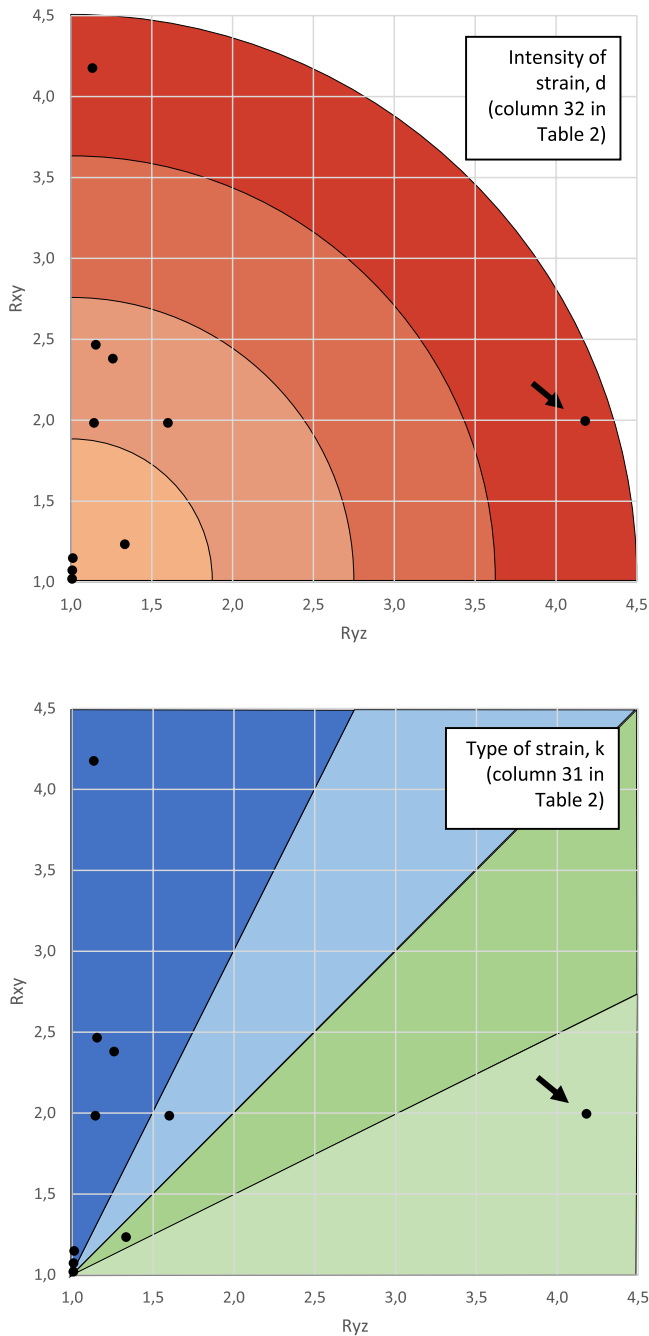 4,5
Intensity of
strain, d
(column 32 in
Table 2)
4,0
3,5
3,0
Rxy
2,5
2,0
1,5
1,0
1,0 1,5 2,0 2,5 3,0 3,5 4,0 4,5
Ryz
4,5
Type of strain, k
(column 31 in
Table 2)
4,0
3,5
3,0
Rxy
2,5
2,0
1,5
1,0
1,0 1,5 2,0 2,5 3,0 3,5 4,0 4,5
Ryz